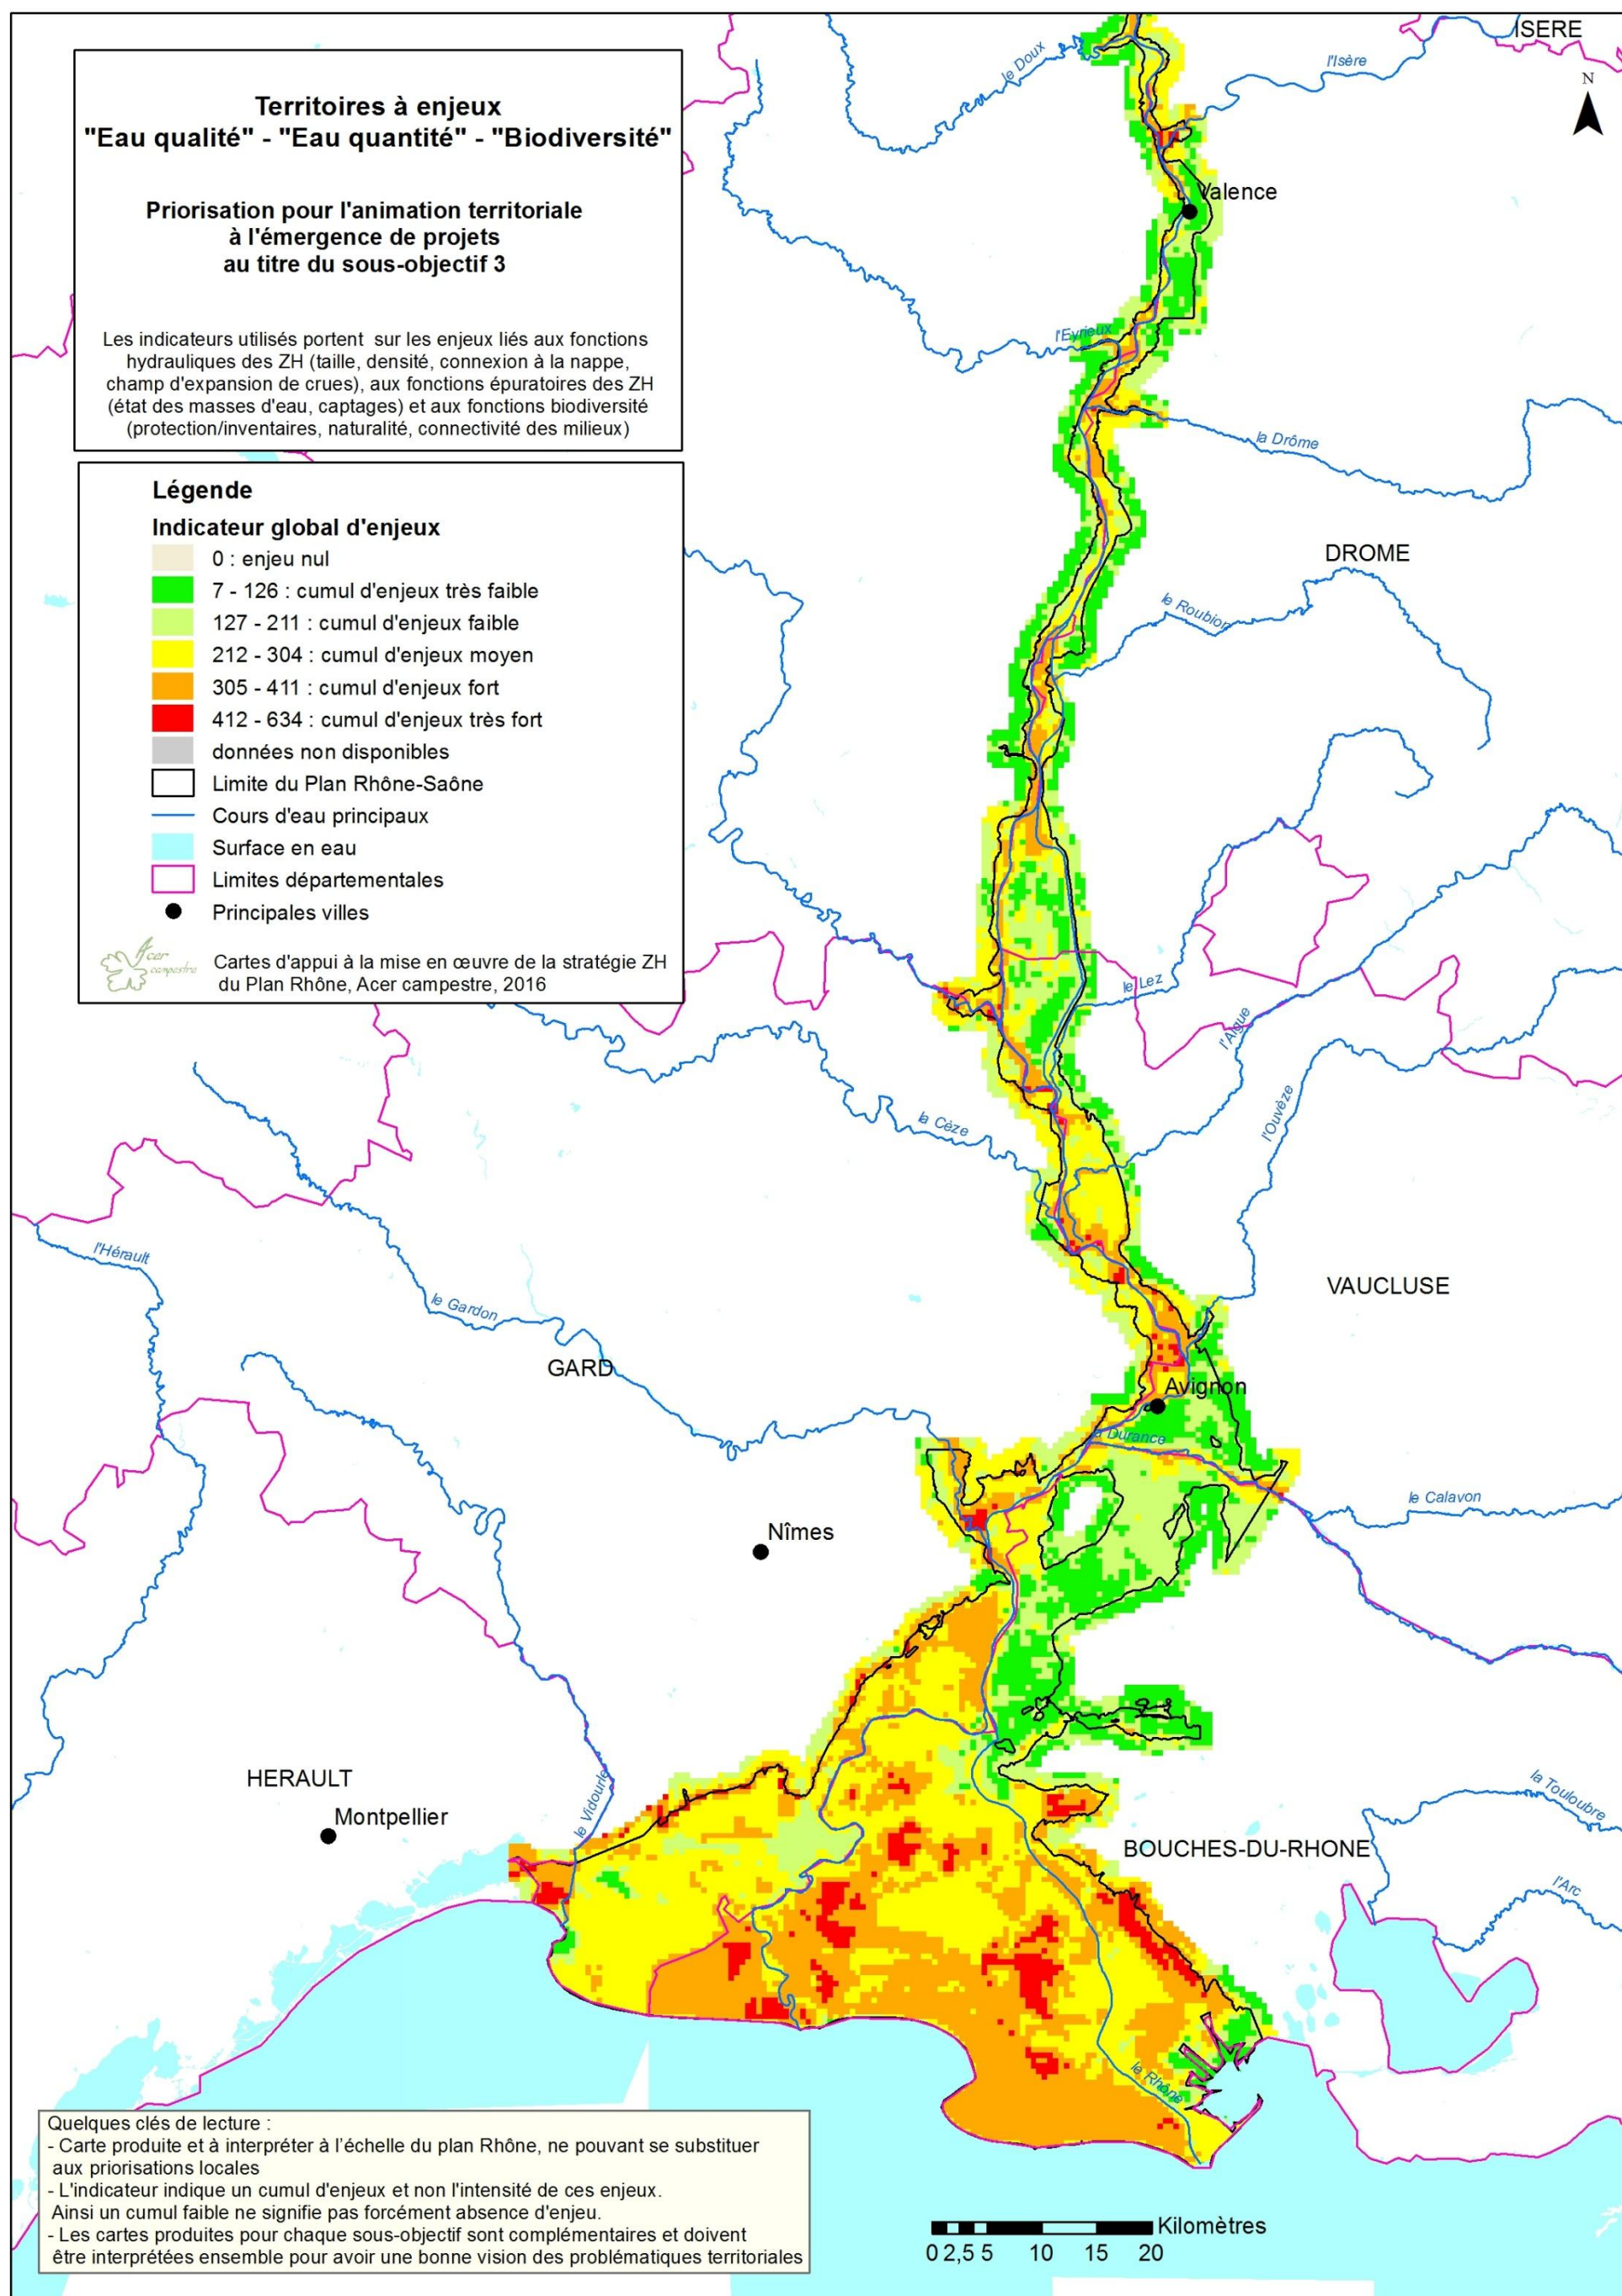 Territoires à enjeux
"Eau qualité" - "Eau quantité" - "Biodiversité"
Priorisation pour l'animation territoriale
à l'émergence de projets
au titre du sous-objectif 3
Les indicateurs utilisés portent sur les enjeux liés aux fonctions
hydrauliques des ZH (taille, densité, connexion à la nappe,
champ d'expansion de crues), aux fonctions épuratoires des ZH
(état des masses d'eau, captages) et aux fonctions biodiversité
(protection/inventaires, naturalité, connectivité des milieux)
Légende
Indicateur global d'enjeux
0 : enjeu nul
7 - 126 : cumul d'enjeux très faible
127 - 211 : cumul d'enjeux faible
212 - 304 : cumul d'enjeux moyen
305 - 411 : cumul d'enjeux fort
412 - 634 : cumul d'enjeux très fort
données non disponibles
Limite du Plan Rhône-Saône
Cours d'eau principaux
Surface en eau
Limites départementales
Principales villes
Acer
campestre
Cartes d'appui à la mise en œuvre de la stratégie ZH
du Plan Rhône, Acer campestre, 2016
ISERE
N
le Doux
l'Isère
Valence
l'Eyrieux
la Drôme
DROME
le Roubion
le Lez
l'Aigue
l'Ouvèze
la Cèze
l'Hérault
le Gardon
VAUCLUSE
GARD
Avignon
la Durance
le Calavon
Nîmes
HERAULT
Montpellier
le Vidourle
la Touloubre
BOUCHES-DU-RHONE
l'Arc
le Rhône
Quelques clés de lecture :
- Carte produite et à interpréter à l'échelle du plan Rhône, ne pouvant se substituer
aux priorisations locales
- L'indicateur indique un cumul d'enjeux et non l'intensité de ces enjeux.
Ainsi un cumul faible ne signifie pas forcément absence d'enjeu.
- Les cartes produites pour chaque sous-objectif sont complémentaires et doivent
être interprétées ensemble pour avoir une bonne vision des problématiques territoriales
Kilomètres
0 2,5 5 10 15 20